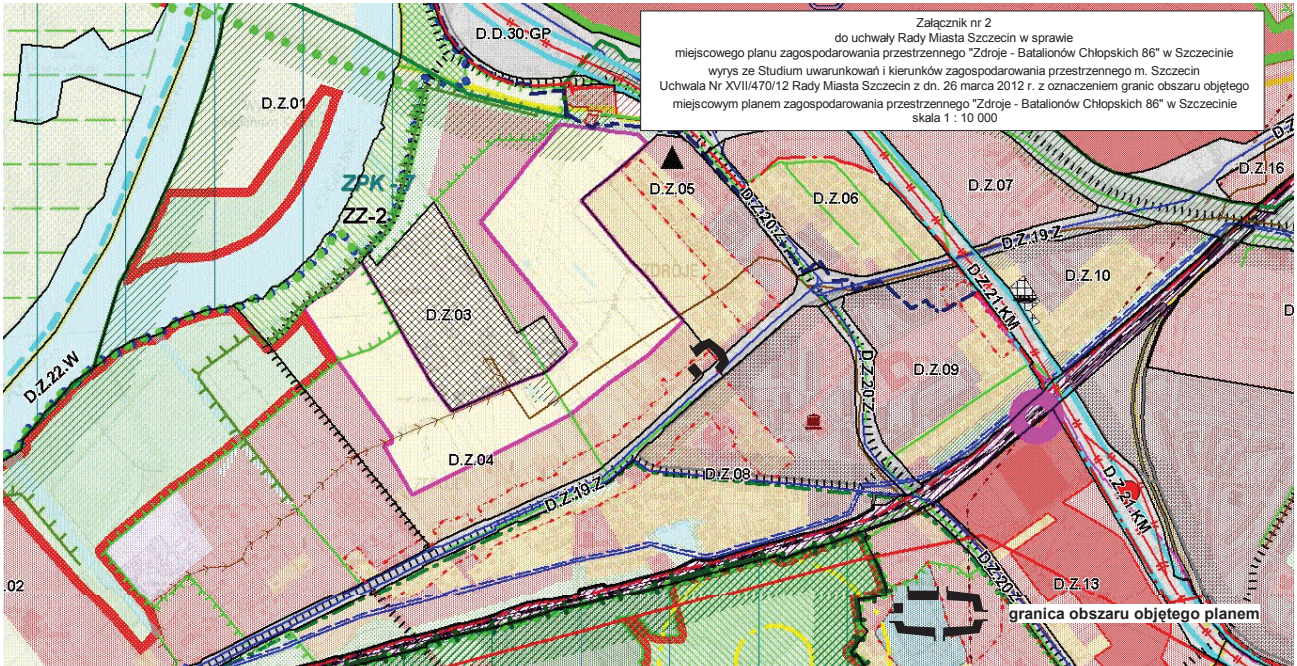 Załącznik nr 2
do uchwały Rady Miasta Szczecin w sprawie
miejscowego planu zagospodarowania przestrzennego "Zdroje - Batalionów Chłopskich 86" w Szczecinie
wyrys ze Studium uwarunkowań i kierunków zagospodarowania przestrzennego m. Szczecin
Uchwała Nr XVII/470/12 Rady Miasta Szczecin z dn. 26 marca 2012 r. z oznaczeniem granic obszaru objętego
miejscowym planem zagospodarowania przestrzennego "Zdroje - Batalionów Chłopskich 86" w Szczecinie
skala 1 : 10 000
D.D.30.GP
D.Z.01
ZPK - 7
ZZ-2
D.Z.05
D.Z.20.Z
D.Z.06
D.Z.07
D.Z.16
D.Z.19.Z
ZDROJE
D.Z.10
D.Z.03
D.Z.21.KM
D.Z.22.W
D.Z.20.Z
D.Z.09
D.Z.04
D.Z.08
D.Z.19.Z
D.Z.21.KM
D.Z.20.Z
D.Z.13
.02
granica obszaru objętego planem